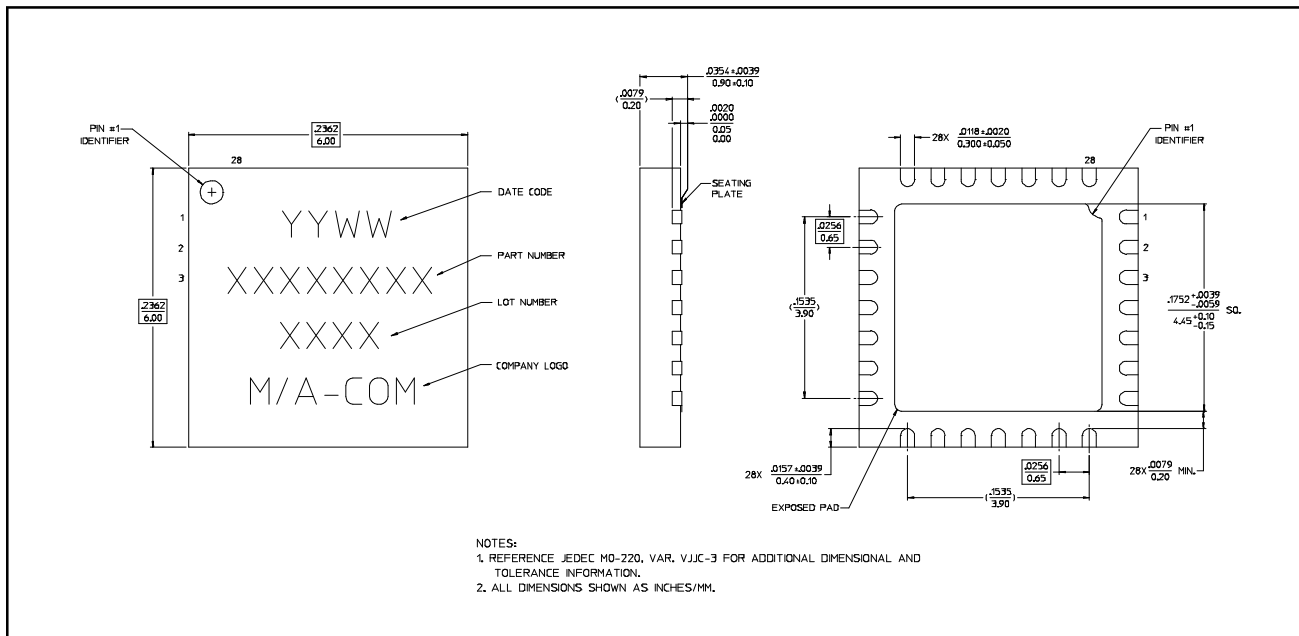 PIN #1
IDENTIFIER
.2362
6.00
28
1
2
3
.2362
6.00
YYWW
DATE CODE
XXXXXXXX
PART NUMBER
XXXX
LOT NUMBER
M/A-COM
COMPANY LOGO
.0354±.0039
0.90±0.10
(.0079
0.20)
.0020
.0000
0.05
0.00
SEATING
PLATE
28X .0118±.0020
0.300±0.050
28
PIN #1
IDENTIFIER
1
2
3
.0256
0.65
(.1535
3.90)
.1752 +.0039
-.0059
4.45 +0.10
-0.15
SQ.
28X .0157±.0039
0.40±0.10
EXPOSED PAD
.0256
0.65
(.1535
3.90)
28X .0079
0.20 MIN.
NOTES:
1. REFERENCE JEDEC MO-220, VAR. VJJC-3 FOR ADDITIONAL DIMENSIONAL AND
TOLERANCE INFORMATION.
2. ALL DIMENSIONS SHOWN AS INCHES/MM.